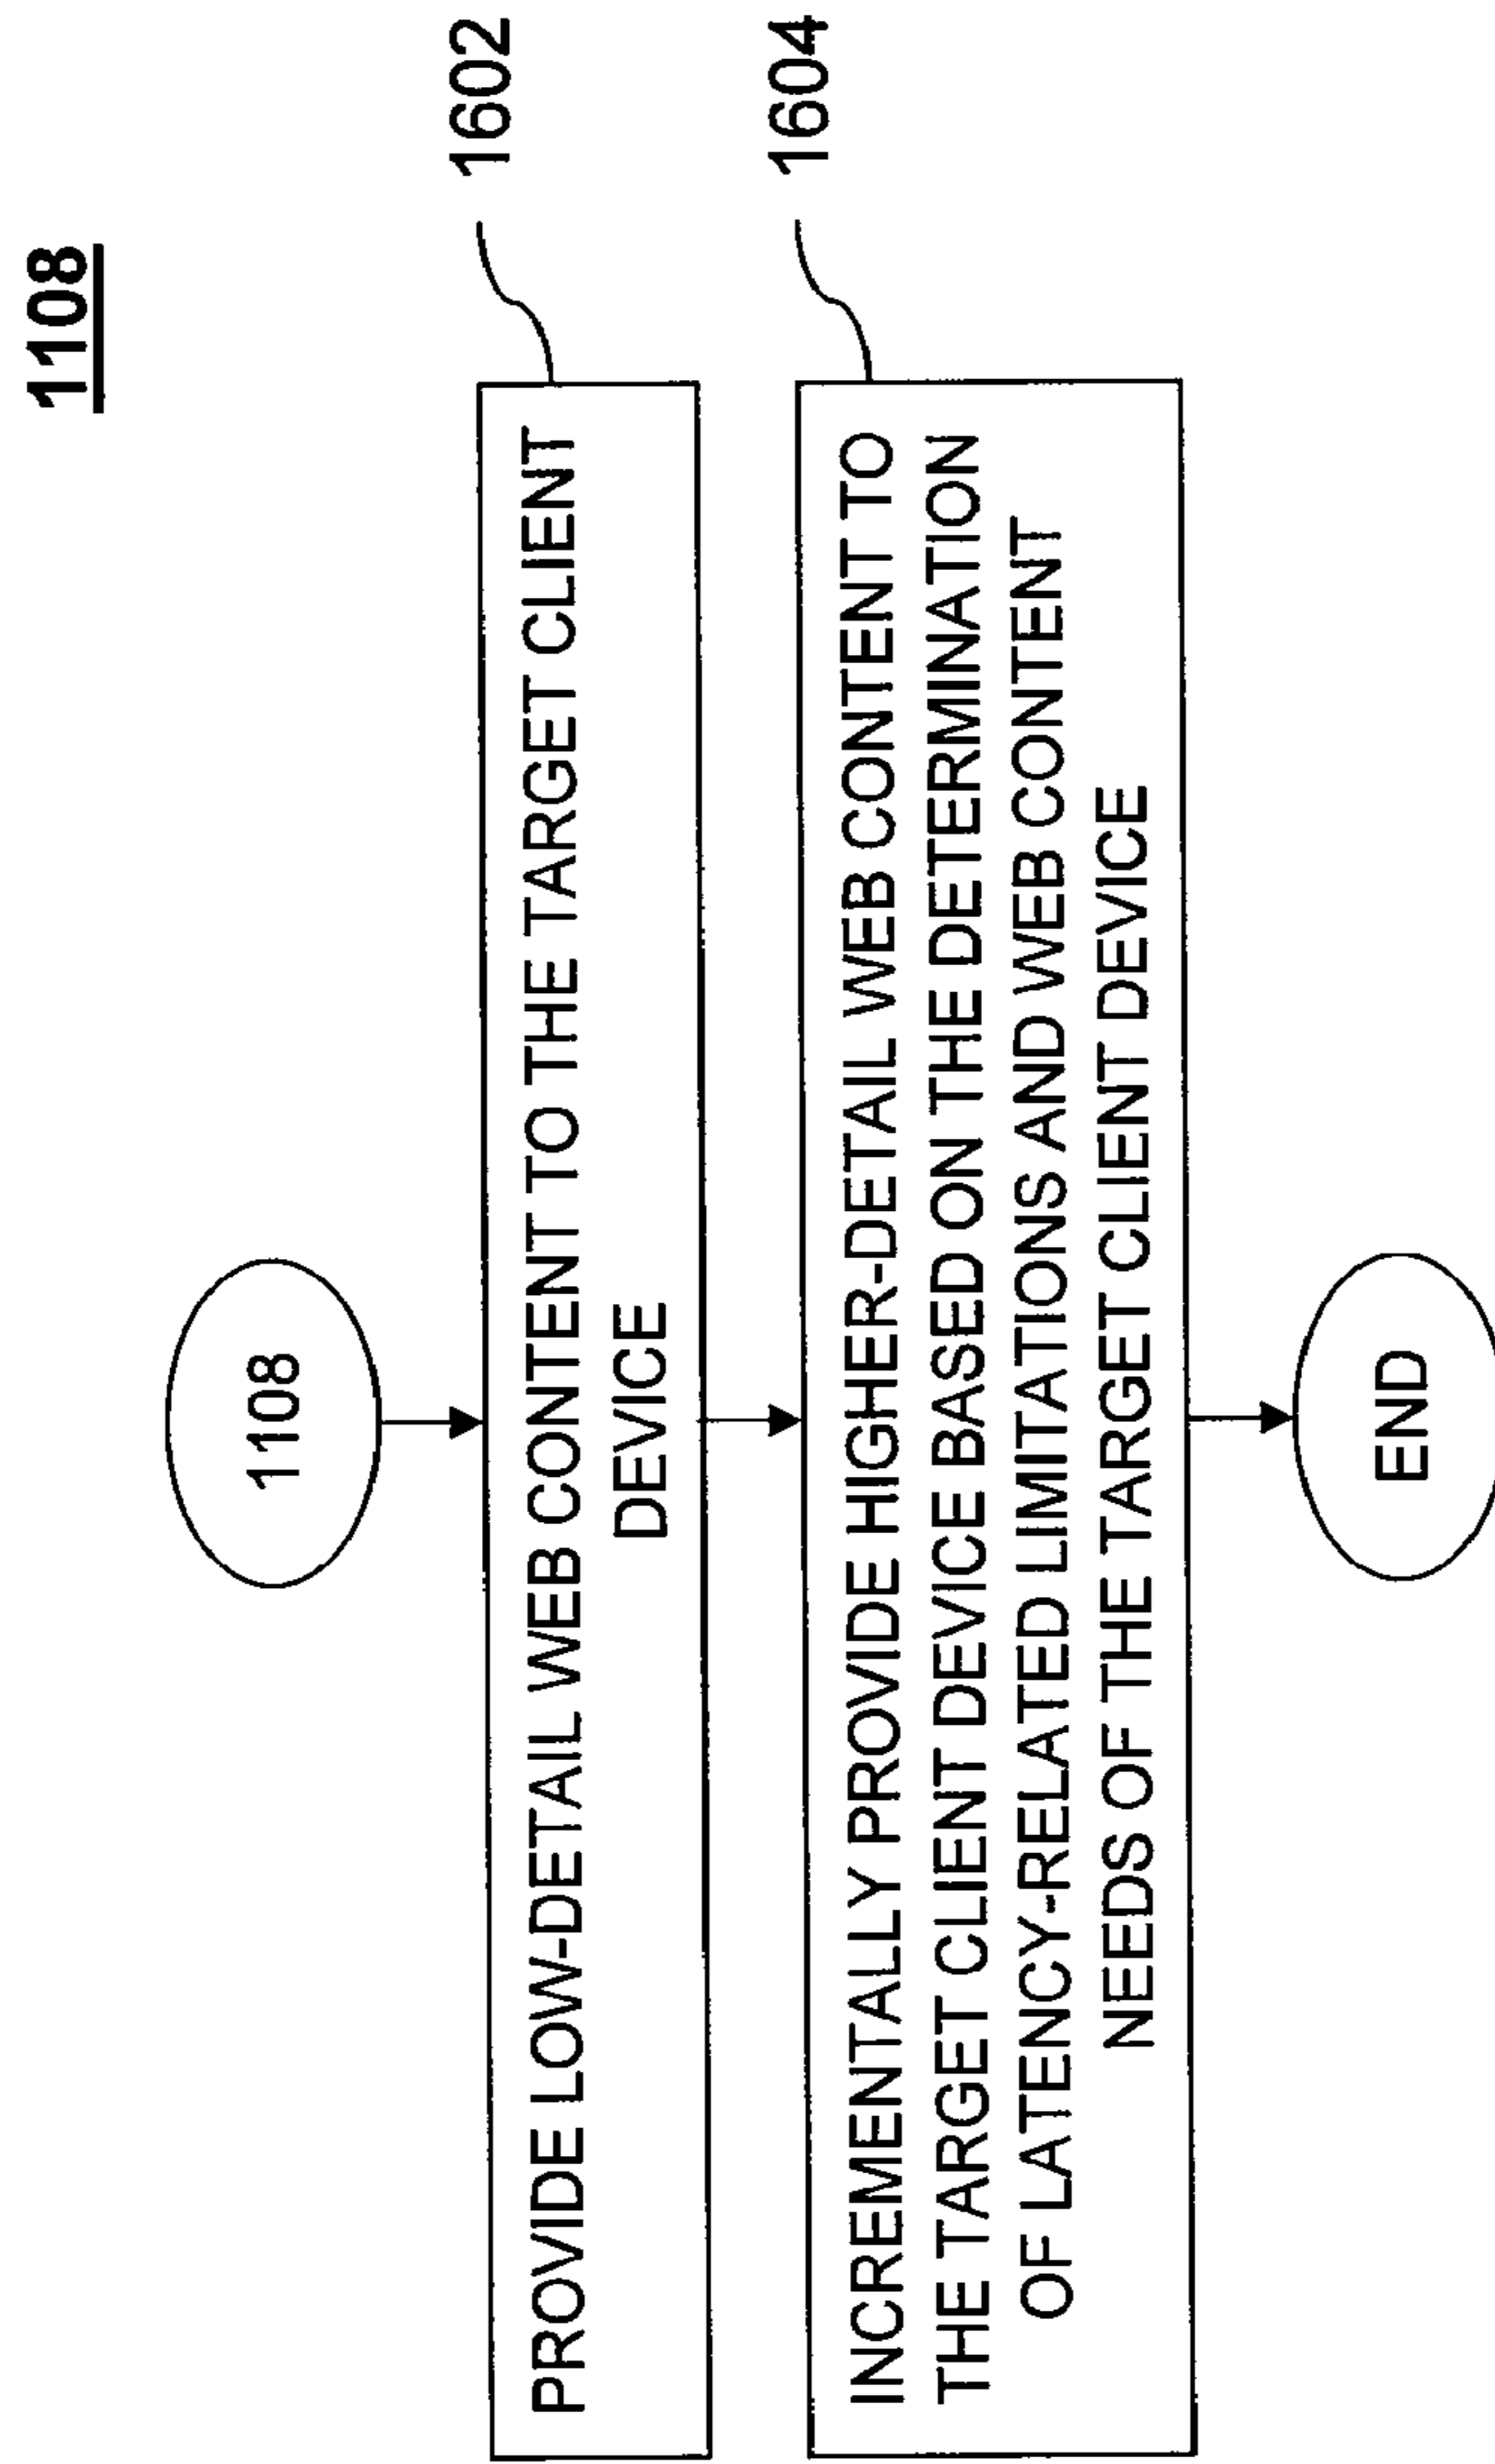 1108
1108
PROVIDE LOW-DETAIL WEB CONTENT TO THE TARGET CLIENT
DEVICE
1602
INCREMENTALLY PROVIDE HIGHER-DETAIL WEB CONTENT TO
THE TARGET CLIENT DEVICE BASED ON THE DETERMINATION
OF LATENCY-RELATED LIMITATIONS AND WEB CONTENT
NEEDS OF THE TARGET CLIENT DEVICE
1604
END